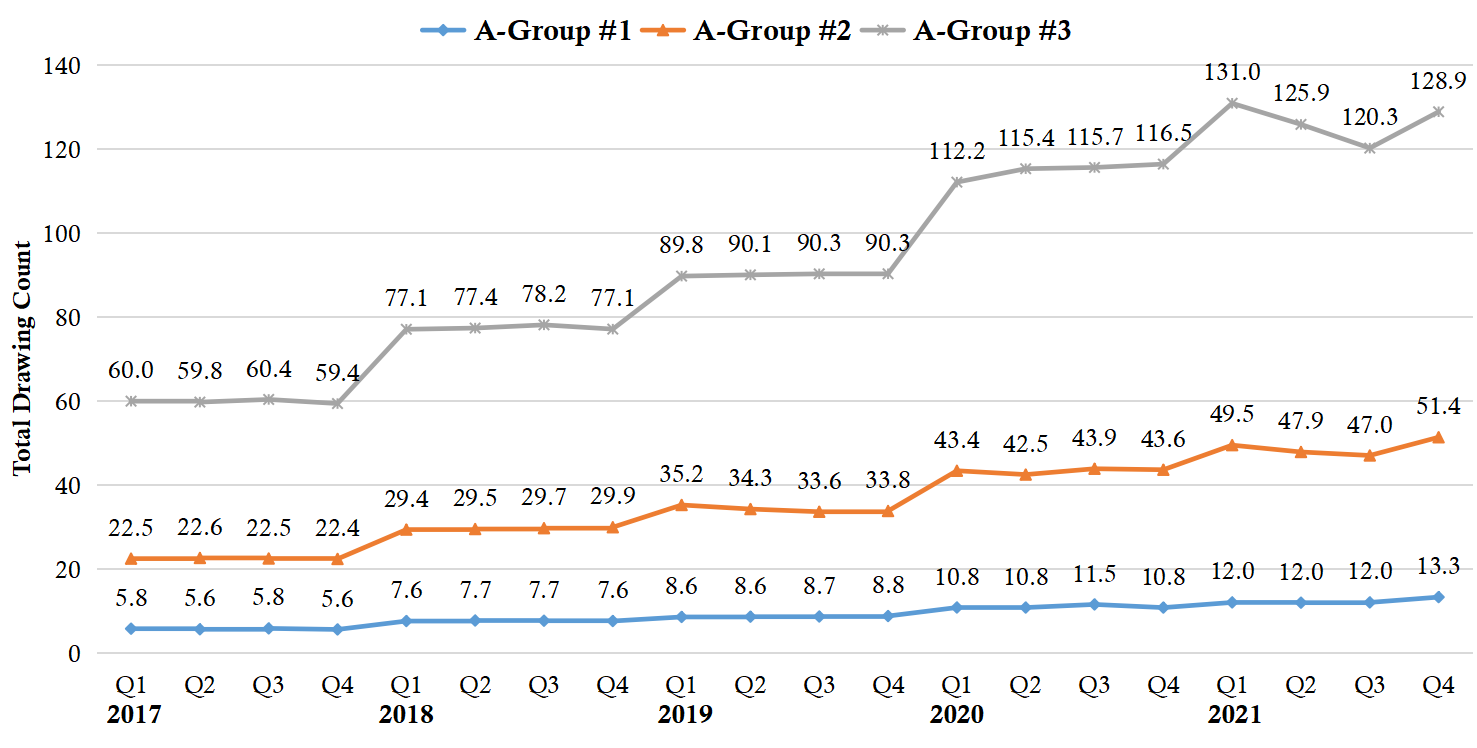 A-Group #1 A-Group #2 A-Group #3
Total Drawing Count
140
120
100
80
60
40
20
0
131.0 125.9 120.3 128.9
112.2 115.4 115.7 116.5
89.8 90.1 90.3 90.3
77.1 77.4 78.2 77.1
60.0 59.8 60.4 59.4
22.5 22.6 22.5 22.4 29.4 29.5 29.7 29.9 35.2 34.3 33.6 33.8 43.4 42.5 43.9 43.6 49.5 47.9 47.0 51.4
5.8 5.6 5.8 5.6 7.6 7.7 7.7 7.6 8.6 8.6 8.7 8.8 10.8 10.8 11.5 10.8 12.0 12.0 12.0 13.3
Q1 Q2 Q3 Q4 Q1 Q2 Q3 Q4 Q1 Q2 Q3 Q4 Q1 Q2 Q3 Q4 Q1 Q2 Q3 Q4
2017 2018 2019 2020 2021